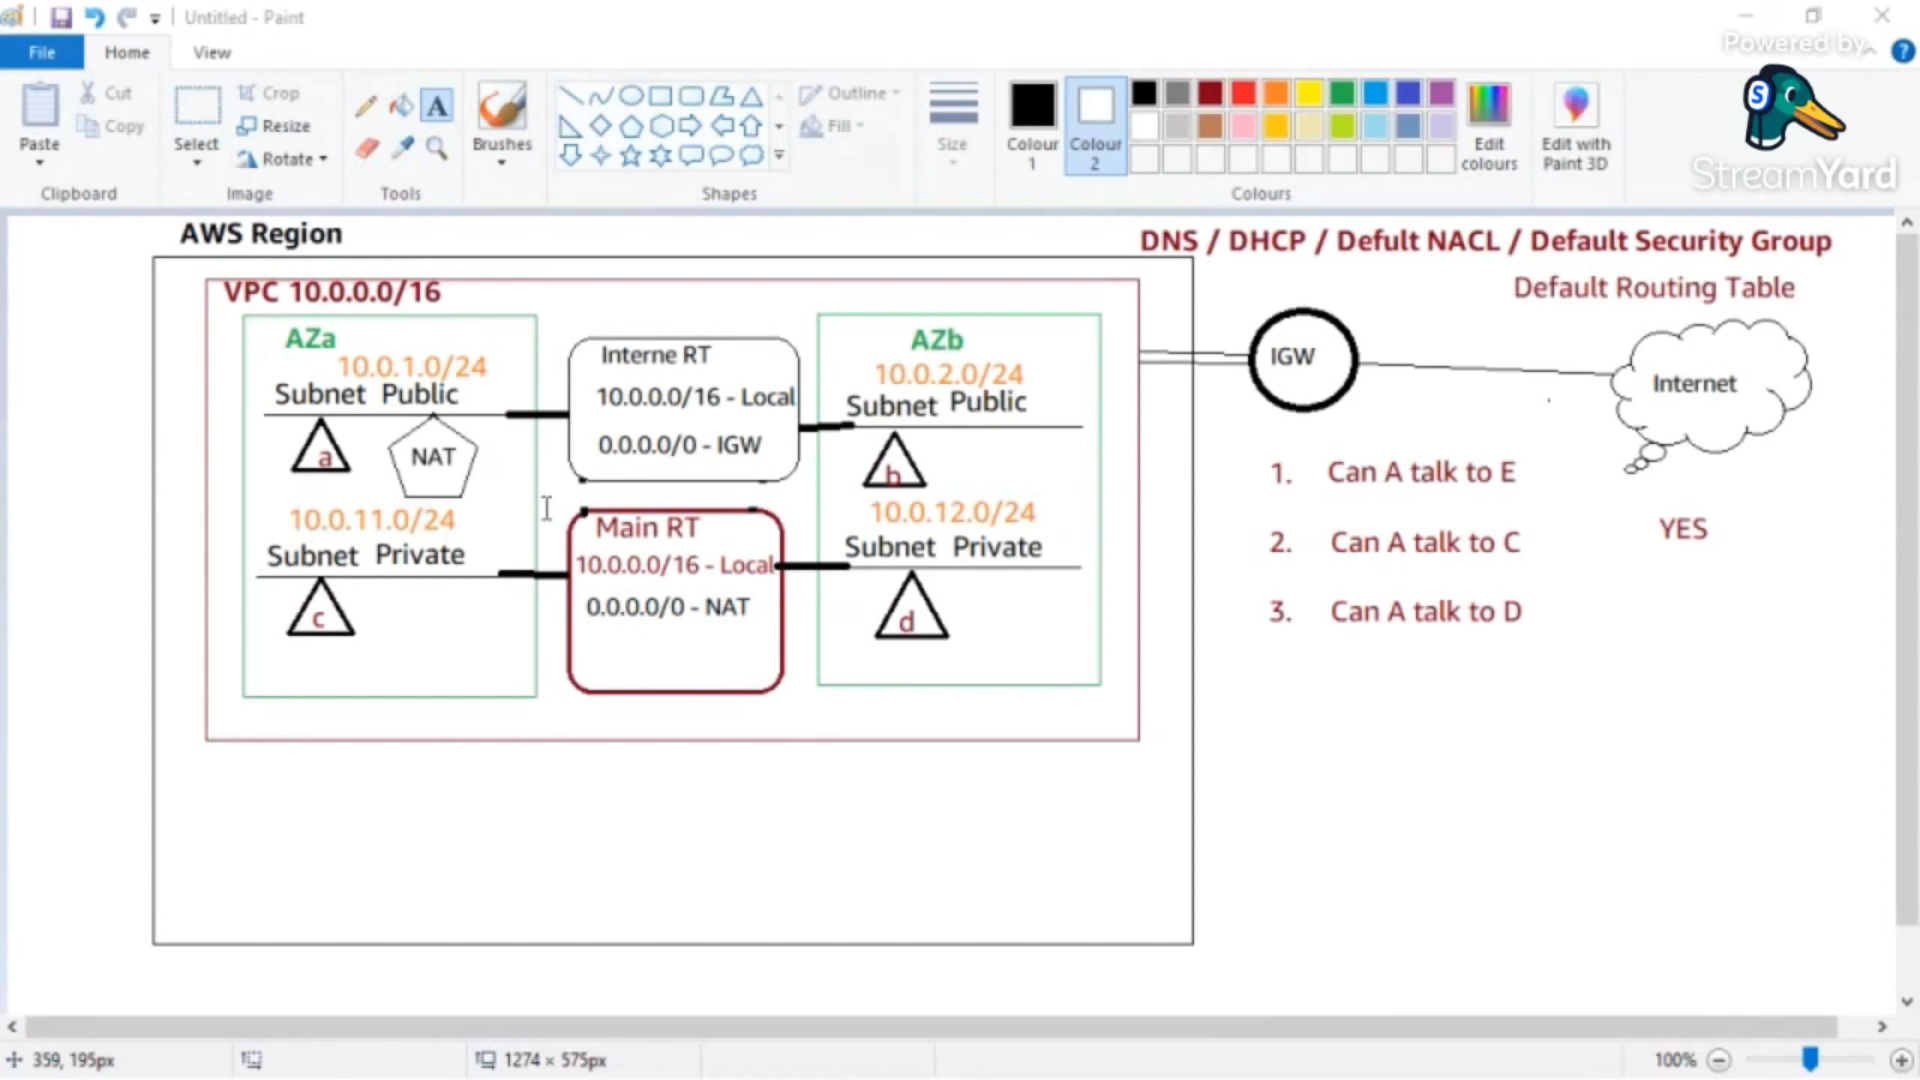 Untitled - Paint
Powered by
File Home View
Cut
Copy
Paste
Clipboard
Select
Crop
Resize
Rotate
Image
A
Tools
Brushes
Shapes
Outline
Fill
Size
Colour 1
Colour 2
Edit colours
Edit with Paint 3D
Colours
S
StreamYard
AWS Region
DNS / DHCP / Defult NACL / Default Security Group
Default Routing Table
VPC 10.0.0.0/16
AZa
10.0.1.0/24
Subnet Public
a
NAT
10.0.11.0/24
Subnet Private
c
Interne RT
10.0.0.0/16 - Local
0.0.0.0/0 - IGW
Main RT
10.0.0.0/16 - Local
0.0.0.0/0 - NAT
AZb
10.0.2.0/24
Subnet Public
b
10.0.12.0/24
Subnet Private
d
IGW
Internet
1. Can A talk to E
2. Can A talk to C
YES
3. Can A talk to D
359, 195px
1274 × 575px
100%